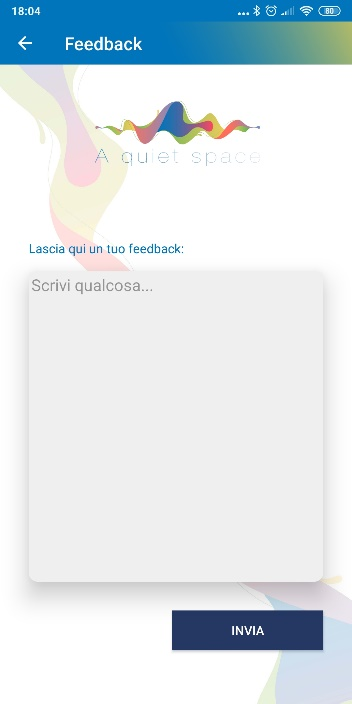 18:04
80
Feedback
A quiet space
Lascia qui un tuo feedback:
Scrivi qualcosa...
INVIA